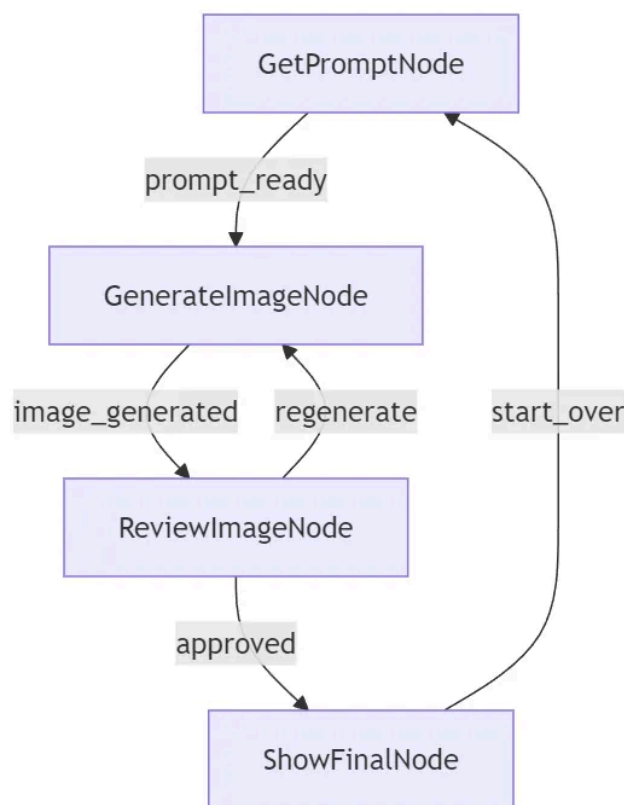 GetPromptNode
prompt_ready
GenerateImageNode
image_generated
regenerate
start_over
ReviewImageNode
approved
ShowFinalNode